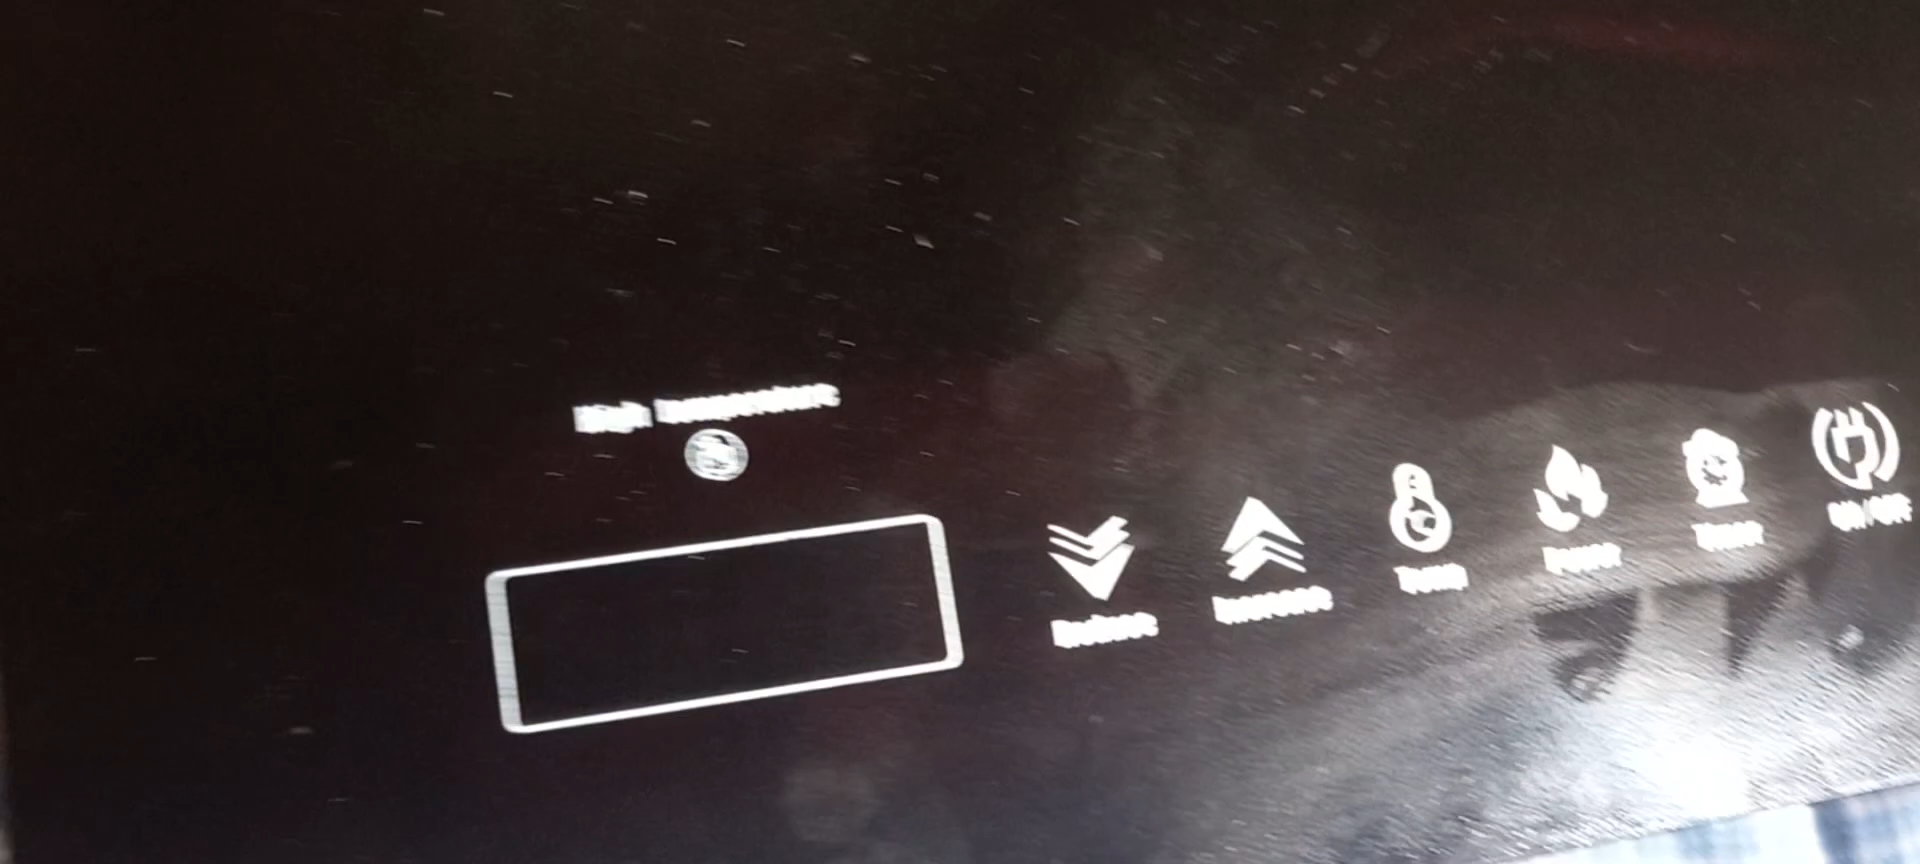 High temperature
Reduce
Increase
Temp
Power
Timer
ON/OFF